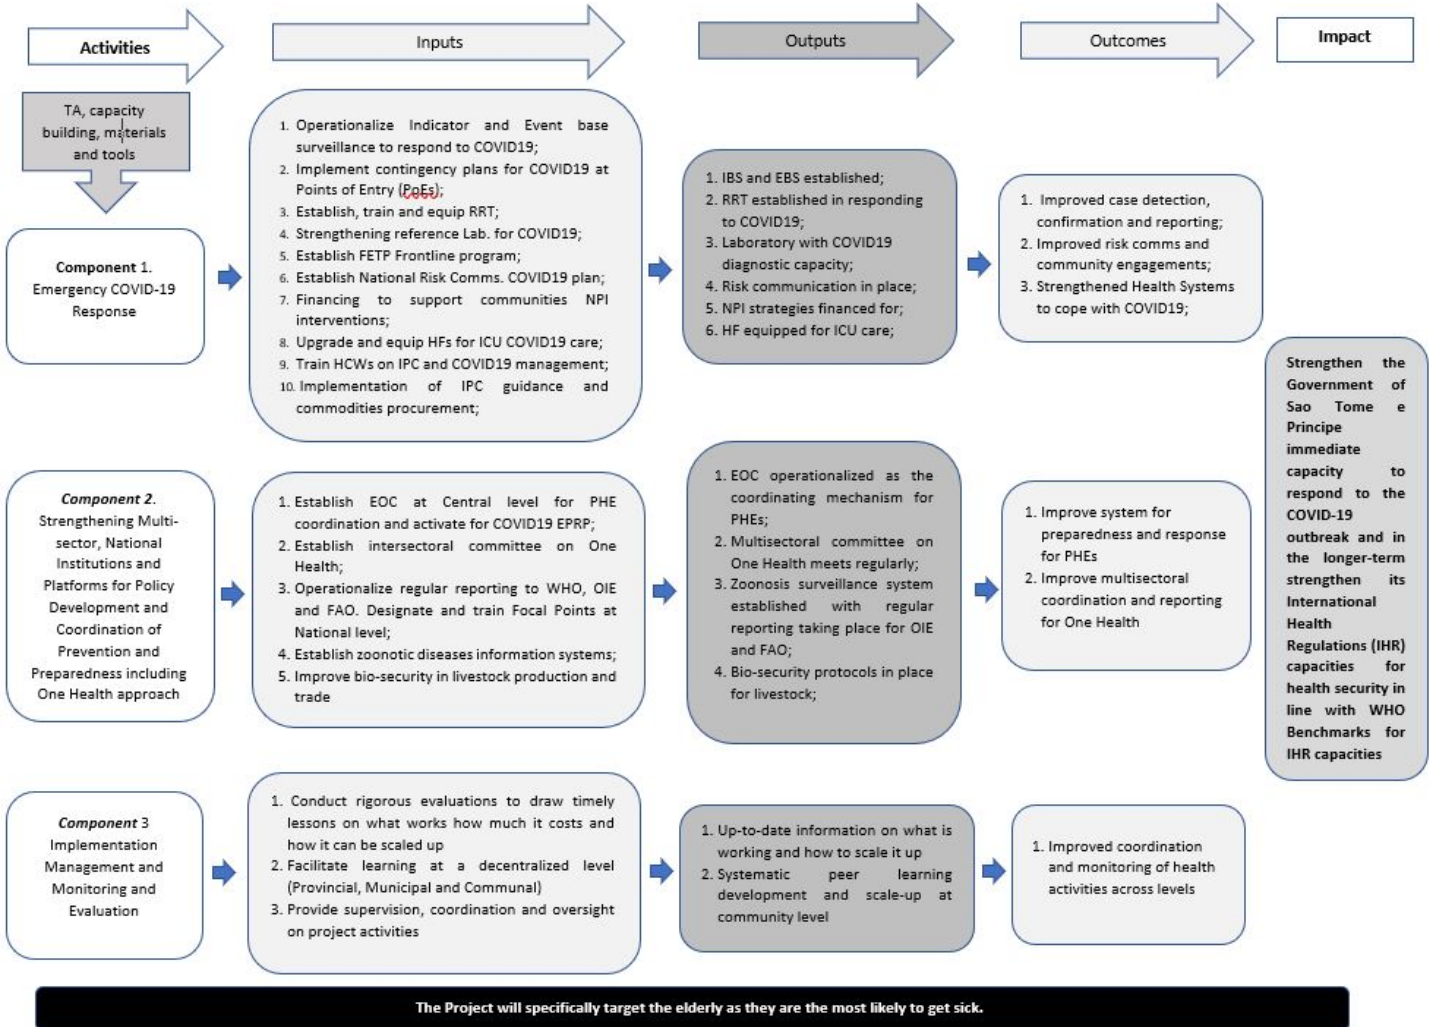 Activities
Inputs
Outputs
Outcomes
Impact
TA, capacity
building, materials
and tools
Component 1.
Emergency COVID-19
Response
1. Operationalize Indicator and Event base
surveillance to respond to COVID19;
2. Implement contingency plans for COVID19 at
Points of Entry (PoEs);
3. Establish, train and equip RRT;
4. Strengthening reference Lab. for COVID19;
5. Establish FETP Frontline program;
6. Establish National Risk Comms. COVID19 plan;
7. Financing to support communities NPI
interventions;
8. Upgrade and equip HFs for ICU COVID19 care;
9. Train HCWs on IPC and COVID19 management;
10. Implementation of IPC guidance and
commodities procurement;
1. IBS and EBS established;
2. RRT established in responding
to COVID19;
3. Laboratory with COVID19
diagnostic capacity;
4. Risk communication in place;
5. NPI strategies financed for;
6. HF equipped for ICU care;
1. Improved case detection,
confirmation and reporting;
2. Improved risk comms and
community engagements;
3. Strengthened Health Systems
to cope with COVID19;
Component 2.
Strengthening Multi-
sector, National
Institutions and
Platforms for Policy
Development and
Coordination of
Prevention and
Preparedness including
One Health approach
1. Establish EOC at Central level for PHE
coordination and activate for COVID19 EPRP;
2. Establish intersectoral committee on One
Health;
3. Operationalize regular reporting to WHO, OIE
and FAO. Designate and train Focal Points at
National level;
4. Establish zoonotic diseases information systems;
5. Improve bio-security in livestock production and
trade
1. EOC operationalized as the
coordinating mechanism for
PHEs;
2. Multisectoral committee on
One Health meets regularly;
3. Zoonosis surveillance system
established with regular
reporting taking place for OIE
and FAO;
4. Bio-security protocols in place
for livestock;
1. Improve system for
preparedness and response
for PHEs
2. Improve multisectoral
coordination and reporting
for One Health
Component 3
Implementation
Management and
Monitoring and
Evaluation
1. Conduct rigorous evaluations to draw timely
lessons on what works how much it costs and
how it can be scaled up
2. Facilitate learning at a decentralized level
(Provincial, Municipal and Communal)
3. Provide supervision, coordination and oversight
on project activities
1. Up-to-date information on what is
working and how to scale it up
2. Systematic peer learning
development and scale-up at
community level
1. Improved coordination
and monitoring of health
activities across levels
Strengthen the
Government of
Sao Tome e
Principe
immediate
capacity to
respond to the
COVID-19
outbreak and in
the longer-term
strengthen its
International
Health
Regulations (IHR)
capacities for
health security in
line with WHO
Benchmarks for
IHR capacities
The Project will specifically target the elderly as they are the most likely to get sick.